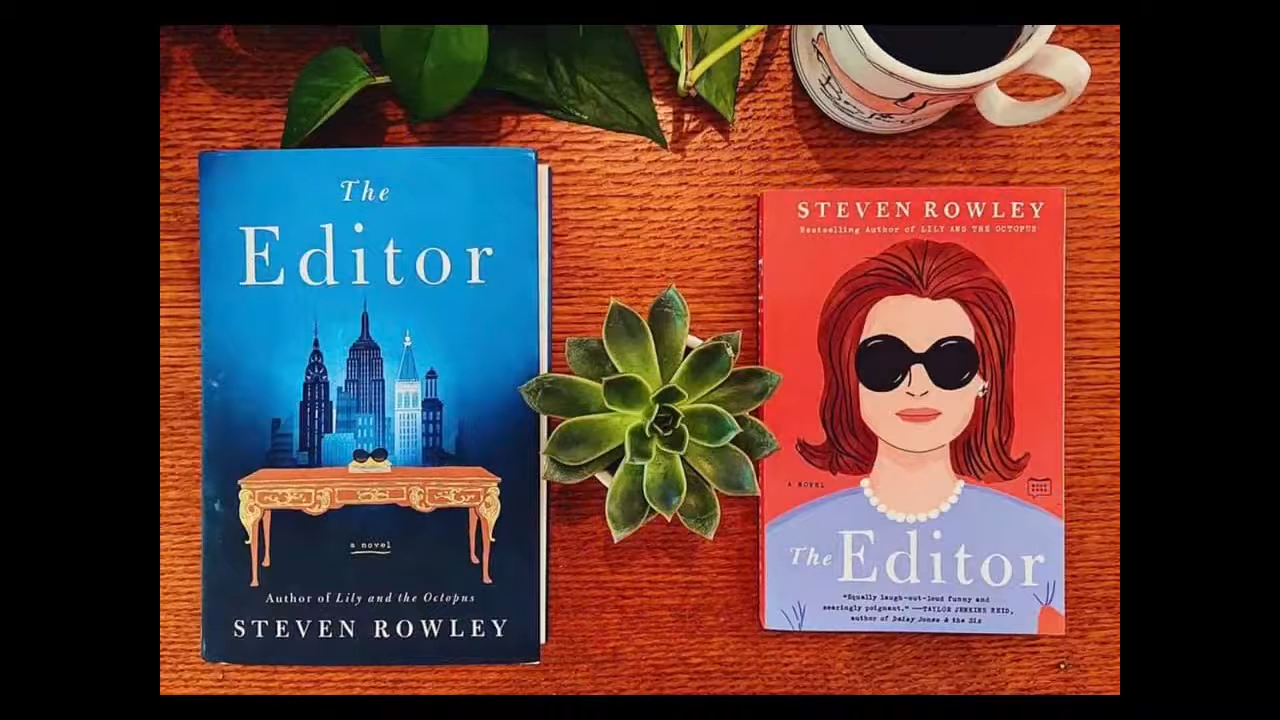 The
Editor
a novel
Author of Lily and the Octopus
STEVEN ROWLEY
STEVEN ROWLEY
Bestselling Author of LILY AND THE OCTOPUS
A NOVEL
The Editor
"Equally laugh-out-loud funny and
searingly poignant." —TAYLOR JENKINS REID,
author of Daisy Jones & the Six